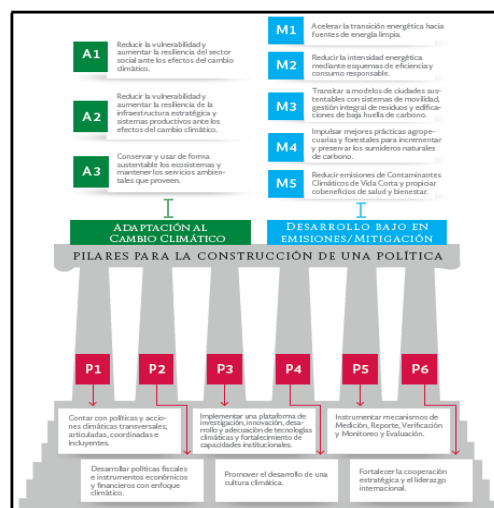 A1
Reducir la vulnerabilidad y
aumentar la resiliencia del sector
social ante los efectos del cambio
climático.
A2
Reducir la vulnerabilidad y
aumentar la resiliencia de la
infraestructura estratégica y
sistemas productivos ante los
efectos del cambio climático.
A3
Conservar y usar de forma
sustentable los ecosistemas y
mantener los servicios ambien-
tales que proveen.
M1
Acelerar la transición energética hacia
fuentes de energía limpia.
M2
Reducir la intensidad energética
mediante esquemas de eficiencia y
consumo responsable.
M3
Transitar a modelos de ciudades sus-
tentables con sistemas de movilidad,
gestión integral de residuos y edifica-
ciones de baja huella de carbono.
M4
Impulsar mejores prácticas agrope-
cuarias y forestales para incrementar
y preservar los sumideros naturales
de carbono.
M5
Reducir emisiones de Contaminantes
Climáticos de Vida Corta y propiciar
cobeneficios de salud y bienestar.
ADAPTACIÓN AL
CAMBIO CLIMÁTICO
DESARROLLO BAJO EN
EMISIONES/MITIGACIÓN
PILARES PARA LA CONSTRUCCIÓN DE UNA POLÍTICA
P1
P2
P3
P4
P5
P6
Contar con políticas y accio-
nes climáticas transversales,
articuladas, coordinadas e
incluyentes.
Implementar una plataforma de
investigación, innovación, desa-
rrollo y adecuación de tecnologías
climáticas y fortalecimiento de
capacidades institucionales.
Instrumentar mecanismos de
Medición, Reporte, Verificación
y Monitoreo y Evaluación.
Desarrollar políticas fiscales
e instrumentos económicos
y financieros con enfoque
climático.
Promover el desarrollo de una
cultura climática.
Fortalecer la cooperación
estratégica y el liderazgo
internacional.